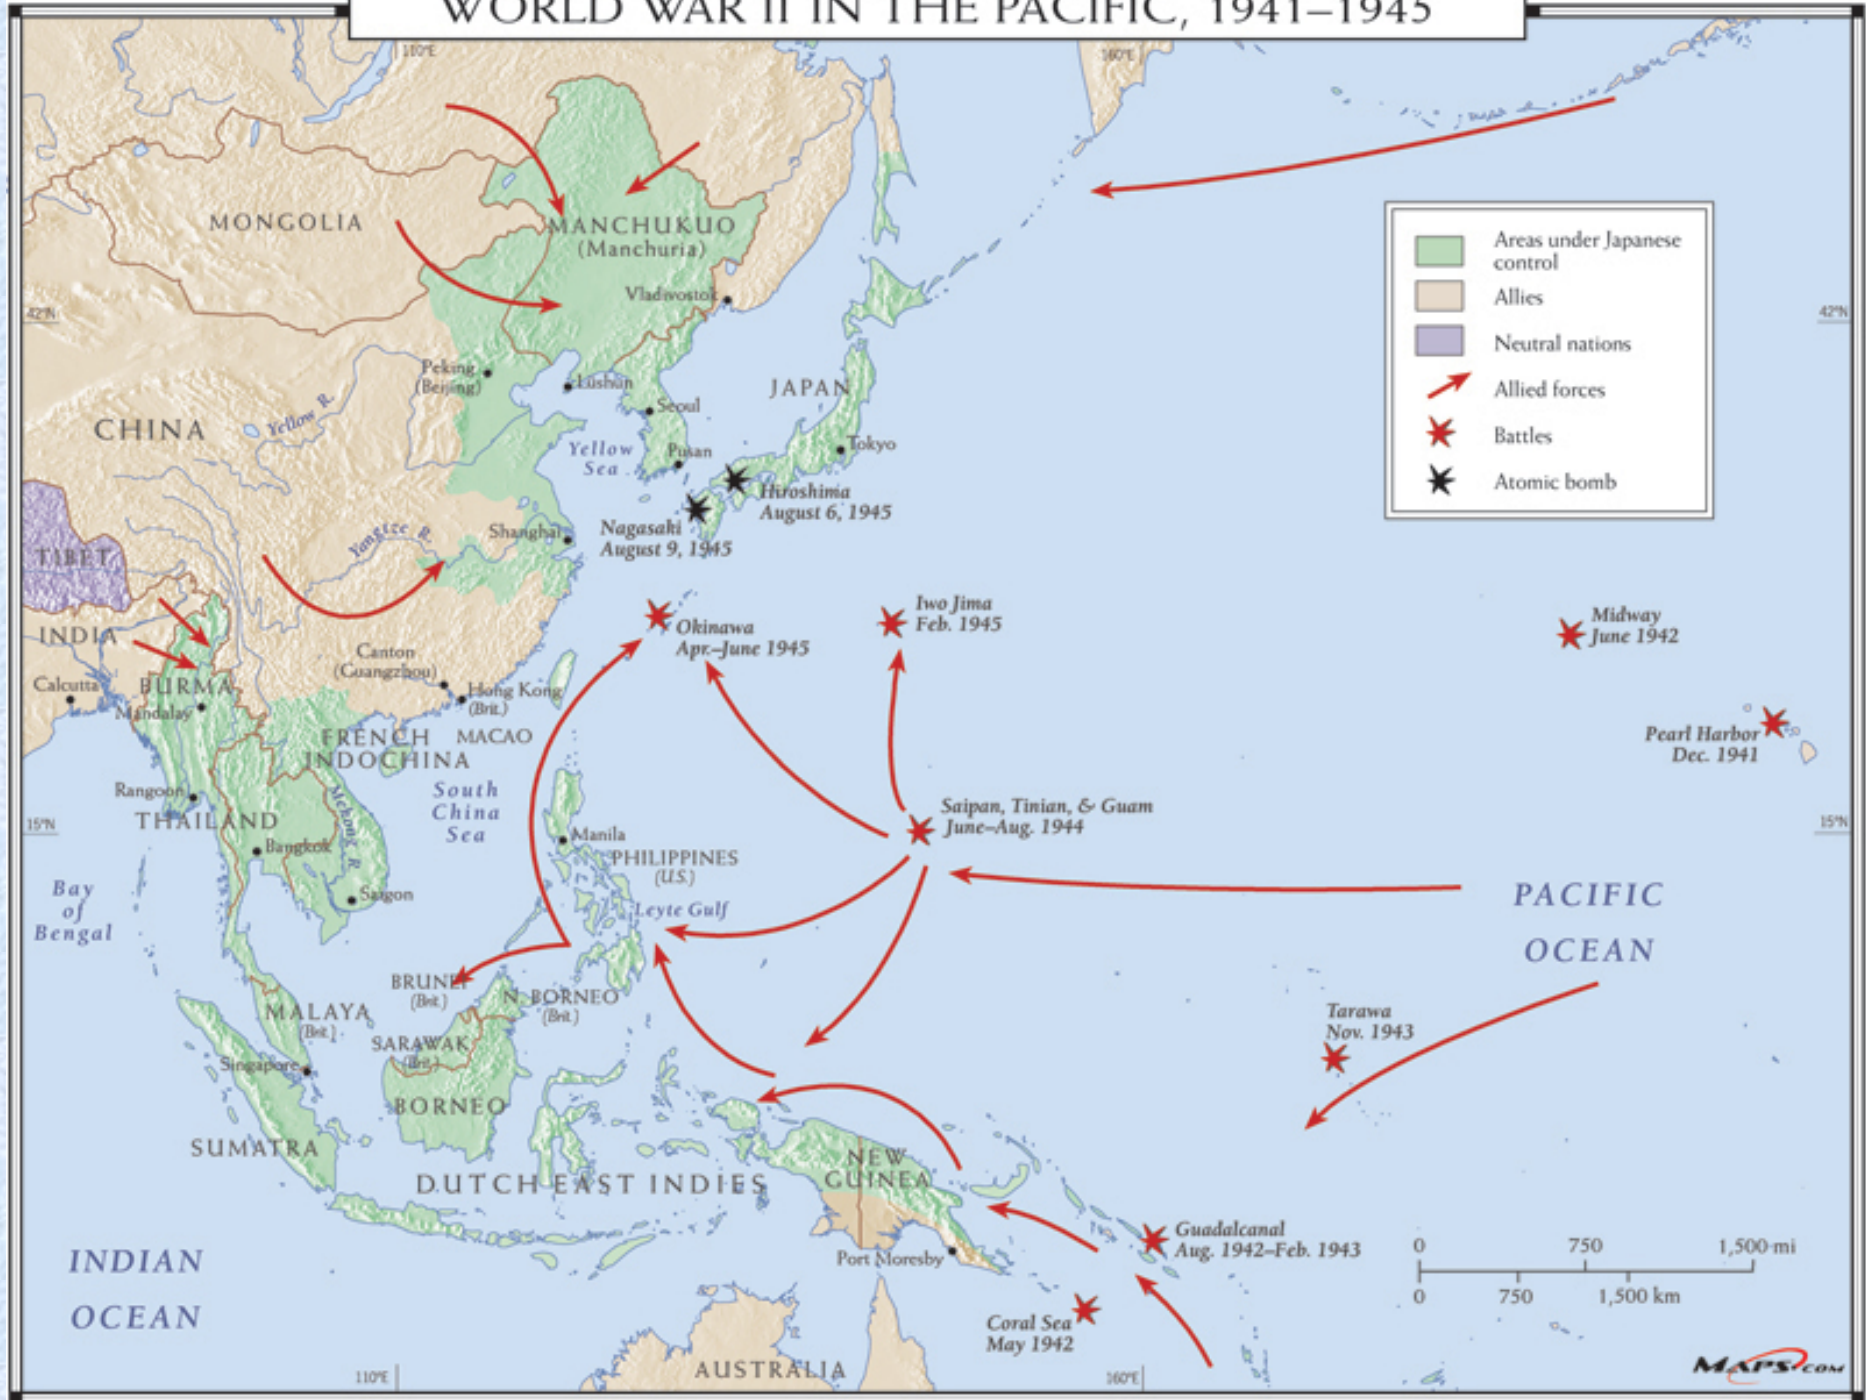 WORLD WAR II IN THE PACIFIC, 1941–1945
110°E
160°E
MONGOLIA
MANCHUKUO
(Manchuria)
Vladivostok
Areas under Japanese
control
Allies
Neutral nations
Allied forces
Battles
Atomic bomb
42°N
42°N
Peking
(Beijing)
Lüshun
Seoul
JAPAN
CHINA
Yellow R.
Yellow
Sea
Pusan
Tokyo
Hiroshima
August 6, 1945
Nagasaki
August 9, 1945
Shanghai
Yangtze R.
TIBET
INDIA
Okinawa
Apr.–June 1945
Iwo Jima
Feb. 1945
Midway
June 1942
Canton
(Guangzhou)
Calcutta
BURMA
Mandalay
Hong Kong
(Brit.)
FRENCH
INDOCHINA
MACAO
Pearl Harbor
Dec. 1941
Rangoon
THAILAND
Mekong R.
South
China
Sea
Saipan, Tinian, & Guam
June–Aug. 1944
15°N
15°N
Bangkok
Manila
PHILIPPINES
(U.S.)
Saigon
Leyte Gulf
Bay
of
Bengal
PACIFIC
OCEAN
BRUNEI
(Brit.)
N. BORNEO
(Brit.)
MALAYA
(Brit.)
SARAWAK
(Brit.)
Singapore
BORNEO
Tarawa
Nov. 1943
SUMATRA
DUTCH EAST INDIES
NEW
GUINEA
Port Moresby
Guadalcanal
Aug. 1942–Feb. 1943
Coral Sea
May 1942
INDIAN
OCEAN
AUSTRALIA
0 750 1,500 mi
0 750 1,500 km
110°E
160°E
MAPS.COM